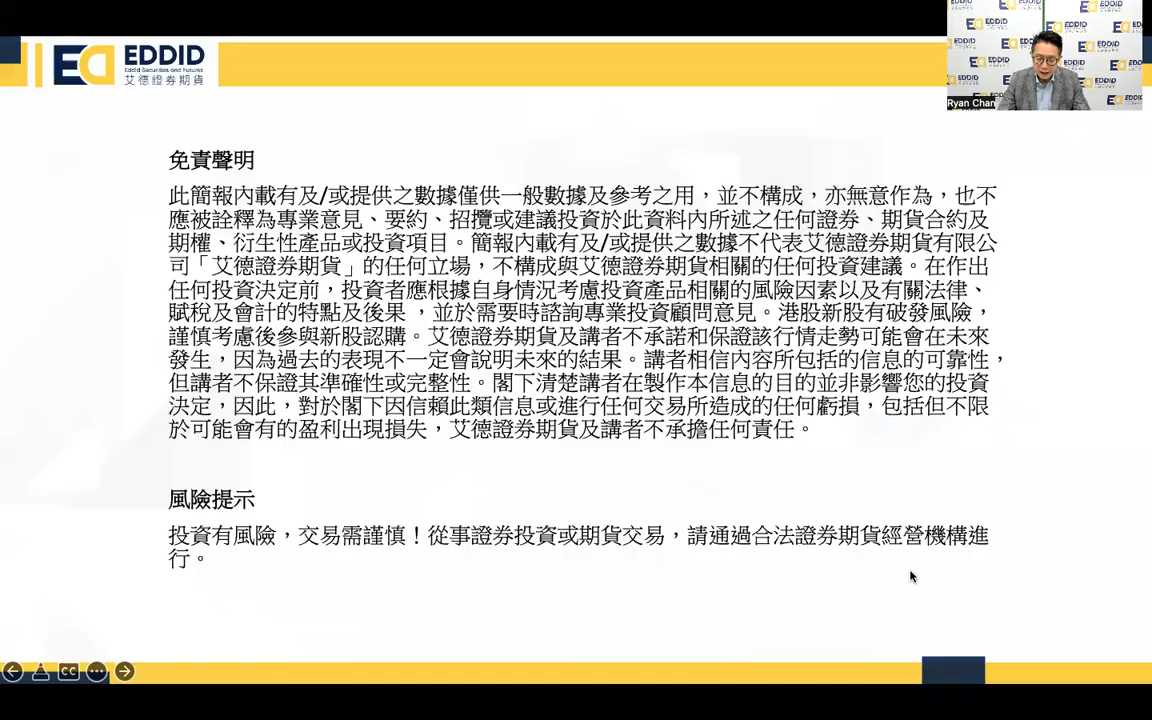 EDDID
Eddid Securities and Futures
艾德證券期貨
Ryan Chan
免責聲明
此簡報內載有及/或提供之數據僅供一般數據及參考之用，並不構成，亦無意作為，也不
應被詮釋為專業意見、要約、招攬或建議投資於此資料內所述之任何證券、期貨合約及
期權、衍生性產品或投資項目。簡報內載有及/或提供之數據不代表艾德證券期貨有限公
司「艾德證券期貨」的任何立場，不構成與艾德證券期貨相關的任何投資建議。在作出
任何投資決定前，投資者應根據自身情況考慮投資產品相關的風險因素以及有關法律、
賦稅及會計的特點及後果 ，並於需要時諮詢專業投資顧問意見。港股新股有破發風險，
謹慎考慮後參與新股認購。艾德證券期貨及講者不承諾和保證該行情走勢可能會在未來
發生，因為過去的表現不一定會說明未來的結果。講者相信內容所包括的信息的可靠性，
但講者不保證其準確性或完整性。閣下清楚講者在製作本信息的目的並非影響您的投資
決定，因此，對於閣下因信賴此類信息或進行任何交易所造成的任何虧損，包括但不限
於可能會有的盈利出現損失，艾德證券期貨及講者不承擔任何責任。
風險提示
投資有風險，交易需謹慎！從事證券投資或期貨交易，請通過合法證券期貨經營機構進
行。
CC